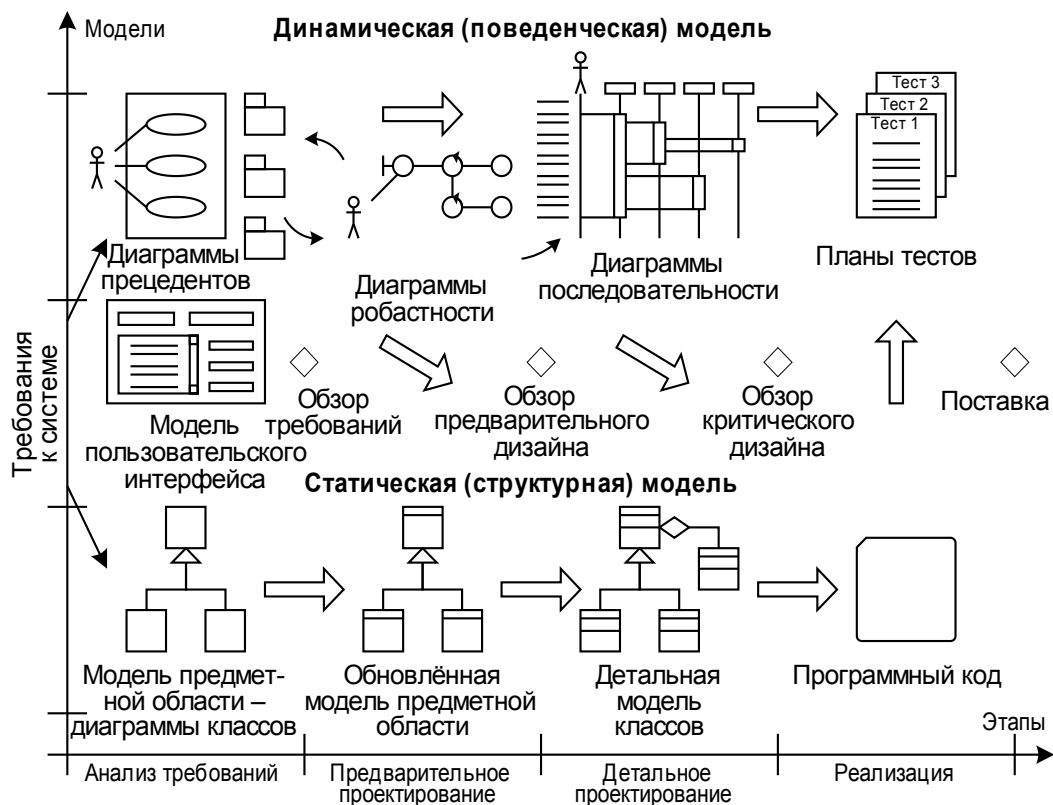 Модели
Динамическая (поведенческая) модель
Тест 3
Тест 2
Тест 1
Диаграммы
прецедентов
Диаграммы
робастности
Диаграммы
последовательности
Планы тестов
Требования
к системе
Модель
пользовательского
интерфейса
Обзор
требований
Обзор
предварительного
дизайна
Обзор
критического
дизайна
Поставка
Статическая (структурная) модель
Модель предмет-
ной области –
диаграммы классов
Обновлённая
модель предметной
области
Детальная
модель
классов
Программный код
Этапы
Анализ требований
Предварительное
проектирование
Детальное
проектирование
Реализация